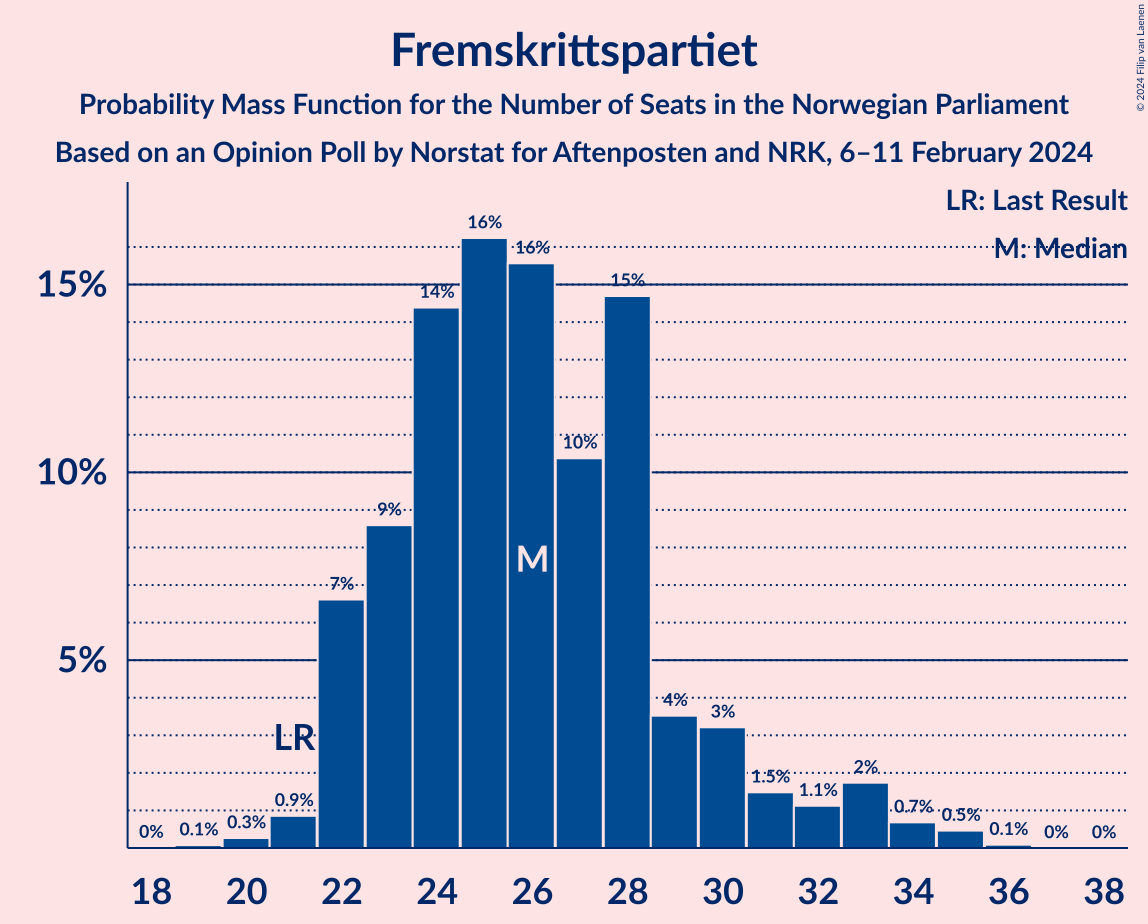 Fremskrittspartiet
Probability Mass Function for the Number of Seats in the Norwegian Parliament
Based on an Opinion Poll by Norstat for Aftenposten and NRK, 6–11 February 2024
© 2024 Filip van Laenen
LR: Last Result
M: Median
15%
10%
5%
0%
0.1%
0.3%
0.9%
7%
9%
14%
16%
16%
10%
15%
4%
3%
1.5%
1.1%
2%
0.7%
0.5%
0.1%
0%
0%
LR
M
18 20 22 24 26 28 30 32 34 36 38